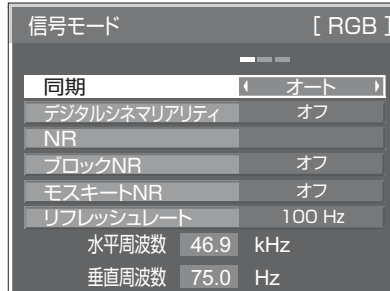 信号モード [ RGB ]
同期 オート
デジタルシネマリアリティ オフ
NR
ブロックNR オフ
モスキートNR オフ
リフレッシュレート 100 Hz
水平周波数 46.9 kHz
垂直周波数 75.0 Hz